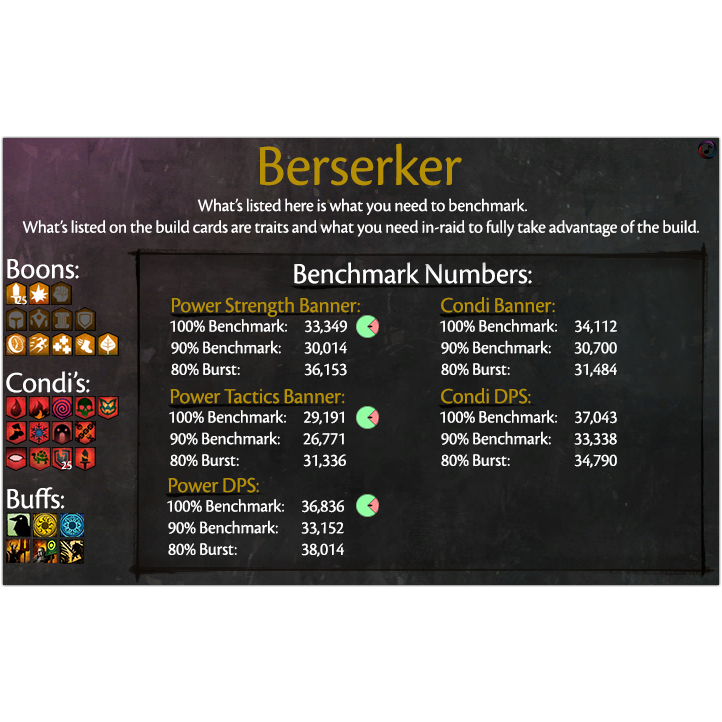 Berserker
What's listed here is what you need to benchmark.
What's listed on the build cards are traits and what you need in-raid to fully take advantage of the build.
Boons:
25
Condi's:
25
Buffs:
Benchmark Numbers:
Power Strength Banner:
100% Benchmark: 33,349
90% Benchmark: 30,014
80% Burst: 36,153
Power Tactics Banner:
100% Benchmark: 29,191
90% Benchmark: 26,771
80% Burst: 31,336
Power DPS:
100% Benchmark: 36,836
90% Benchmark: 33,152
80% Burst: 38,014
Condi Banner:
100% Benchmark: 34,112
90% Benchmark: 30,700
80% Burst: 31,484
Condi DPS:
100% Benchmark: 37,043
90% Benchmark: 33,338
80% Burst: 34,790